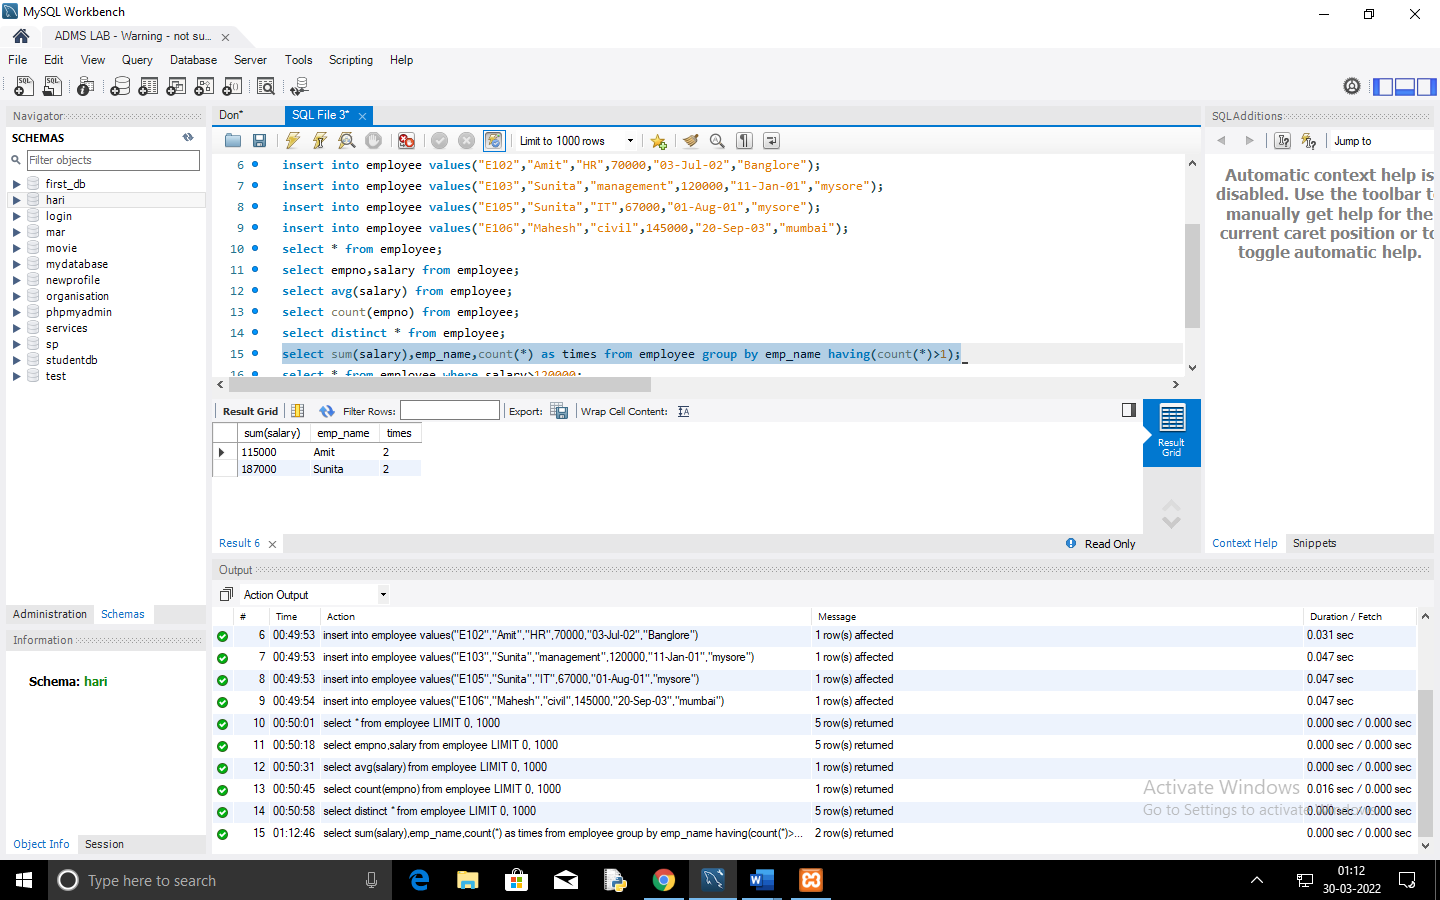 MySQL Workbench
ADMS LAB - Warning - not su...
File Edit View Query Database Server Tools Scripting Help
Navigator
SCHEMAS
Filter objects
first_db
hari
login
mar
movie
mydatabase
newprofile
organisation
phpmyadmin
services
sp
studentdb
test
Administration Schemas
Information
Schema: hari
Object Info Session
Don* SQL File 3*
Limit to 1000 rows
6 insert into employee values("E102","Amit","HR",70000,"03-Jul-02","Banglore");
7 insert into employee values("E103","Sunita","management",120000,"11-Jan-01","mysore");
8 insert into employee values("E105","Sunita","IT",67000,"01-Aug-01","mysore");
9 insert into employee values("E106","Mahesh","civil",145000,"20-Sep-03","mumbai");
10 select * from employee;
11 select empno,salary from employee;
12 select avg(salary) from employee;
13 select count(empno) from employee;
14 select distinct * from employee;
15 select sum(salary),emp_name,count(*) as times from employee group by emp_name having(count(*)>1);
16 select * from employee where salary>120000;
Result Grid Filter Rows: Export: Wrap Cell Content:
sum(salary) emp_name times
115000 Amit 2
187000 Sunita 2
Result Grid
Result 6 Read Only
SQLAdditions
Jump to
Automatic context help is
disabled. Use the toolbar t
manually get help for the
current caret position or to
toggle automatic help.
Context Help Snippets
Output
Action Output
# Time Action Message Duration / Fetch
6 00:49:53 insert into employee values("E102","Amit","HR",70000,"03-Jul-02","Banglore") 1 row(s) affected 0.031 sec
7 00:49:53 insert into employee values("E103","Sunita","management",120000,"11-Jan-01","mysore") 1 row(s) affected 0.047 sec
8 00:49:53 insert into employee values("E105","Sunita","IT",67000,"01-Aug-01","mysore") 1 row(s) affected 0.047 sec
9 00:49:54 insert into employee values("E106","Mahesh","civil",145000,"20-Sep-03","mumbai") 1 row(s) affected 0.047 sec
10 00:50:01 select * from employee LIMIT 0, 1000 5 row(s) returned 0.000 sec / 0.000 sec
11 00:50:18 select empno,salary from employee LIMIT 0, 1000 5 row(s) returned 0.000 sec / 0.000 sec
12 00:50:31 select avg(salary) from employee LIMIT 0, 1000 1 row(s) returned 0.000 sec / 0.000 sec
13 00:50:45 select count(empno) from employee LIMIT 0, 1000 1 row(s) returned 0.016 sec / 0.000 sec
14 00:50:58 select distinct * from employee LIMIT 0, 1000 5 row(s) returned 0.000 sec / 0.000 sec
15 01:12:46 select sum(salary),emp_name,count(*) as times from employee group by emp_name having(count(*)>... 2 row(s) returned 0.000 sec / 0.000 sec
Activate Windows
Go to Settings to activate Windows.
Type here to search
01:12
30-03-2022